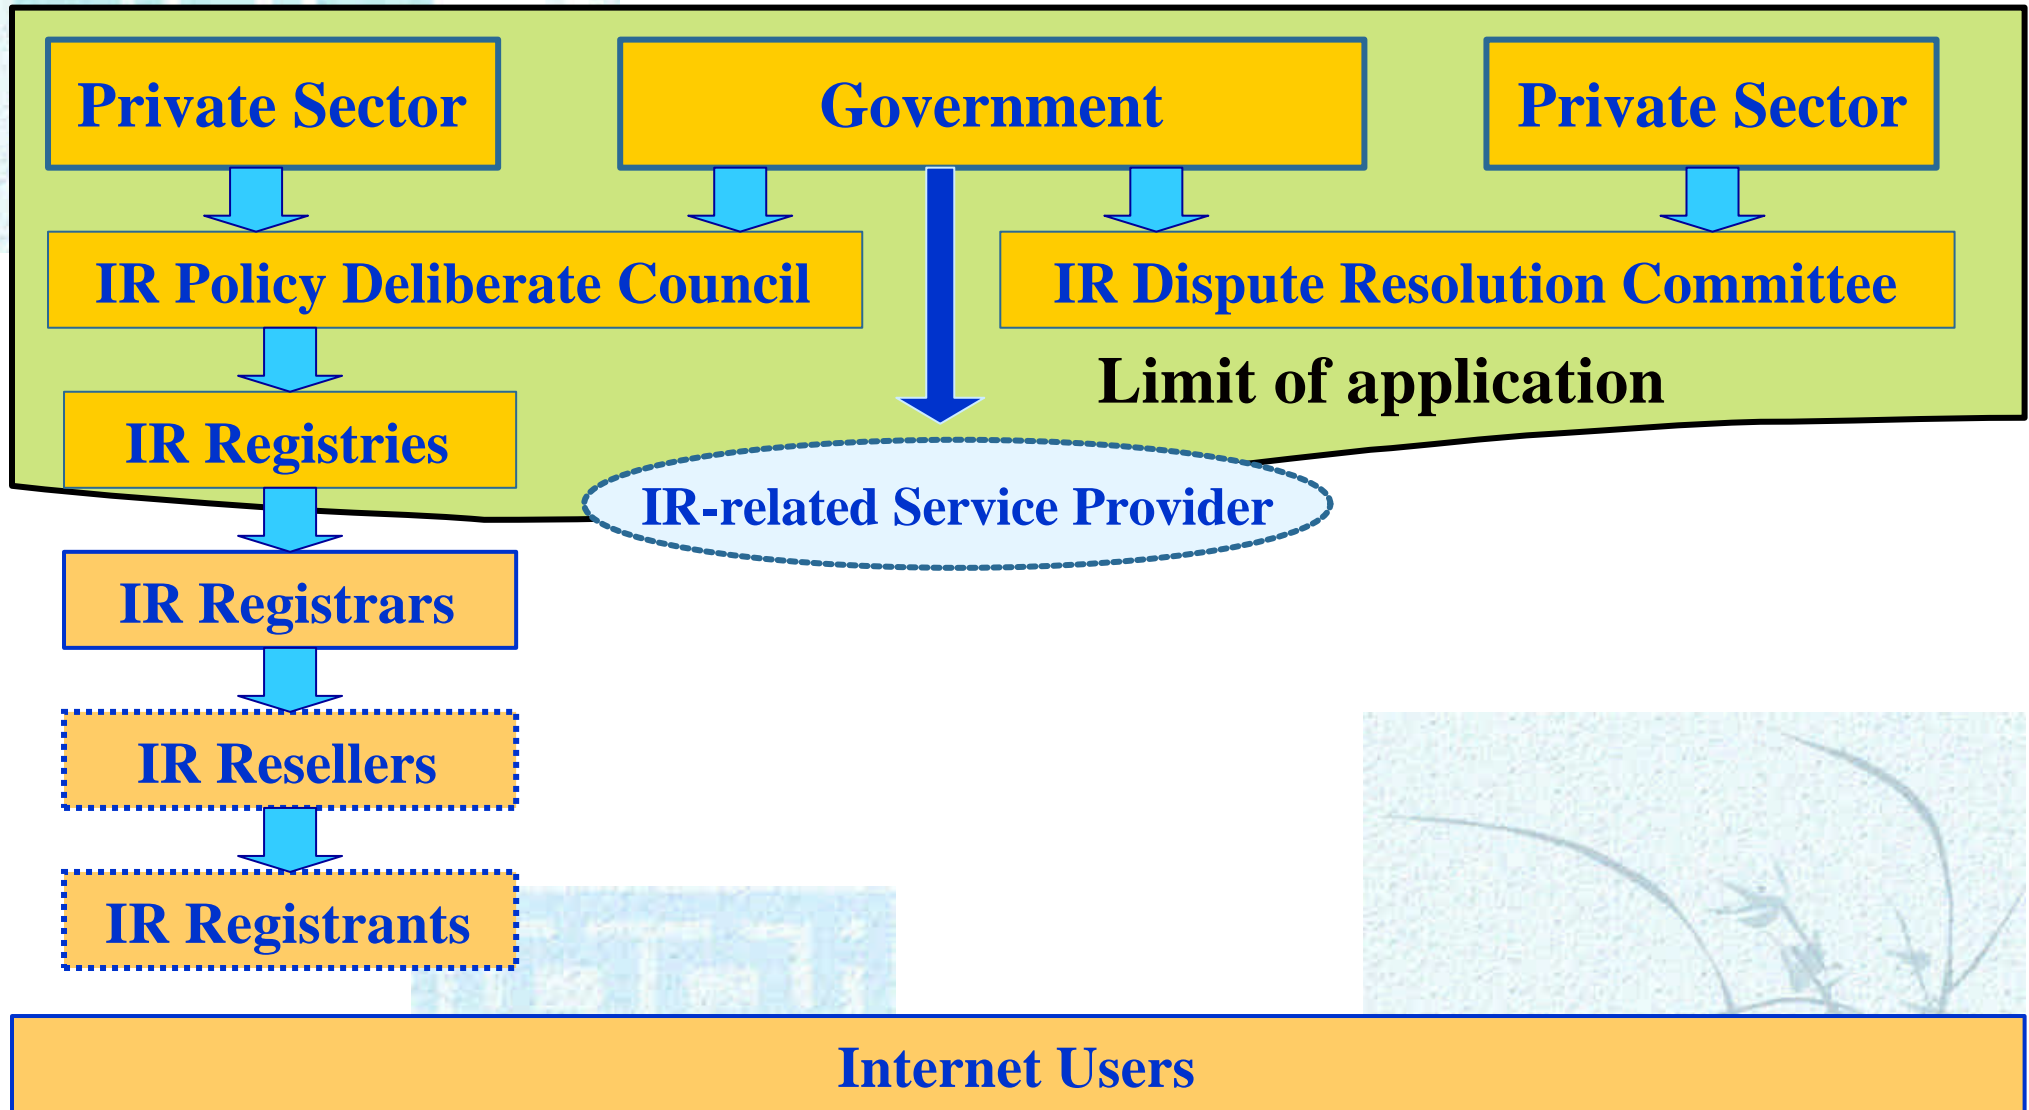 Private Sector
Government
Private Sector
IR Policy Deliberate Council
IR Dispute Resolution Committee
Limit of application
IR Registries
IR-related Service Provider
IR Registrars
IR Resellers
IR Registrants
Internet Users